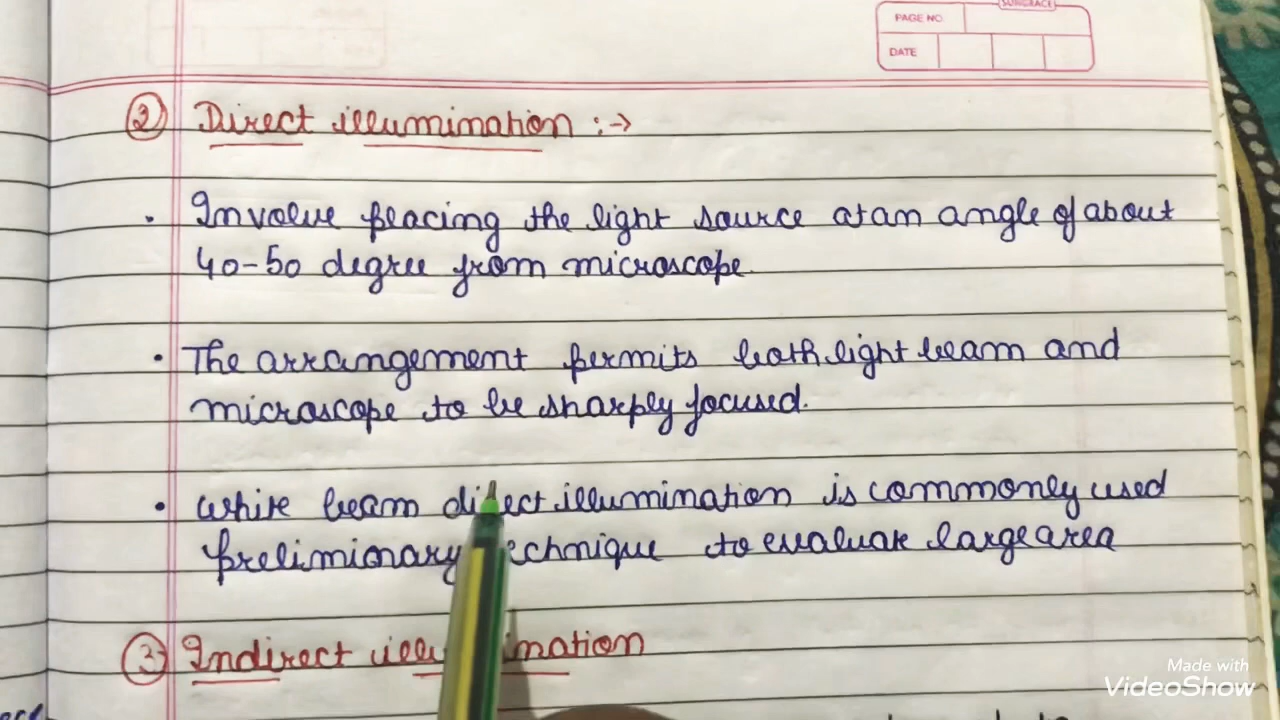 SUNGRACE
PAGE NO
DATE
② Direct illumination :→
• Involve placing the light source at an angle of about
40-50 degree from microscope.
• The arrangement permits both light beam and
microscope to be sharply focused.
• White beam direct illumination is commonly used
prelimionary technique to evaluate large area
③ Indirect illumination
Made with
VideoShow